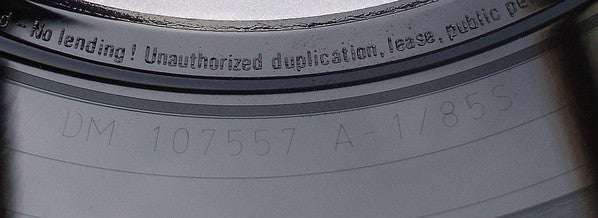 - No lending! Unauthorized duplication, lease, public
DM 107557 A-1/85S